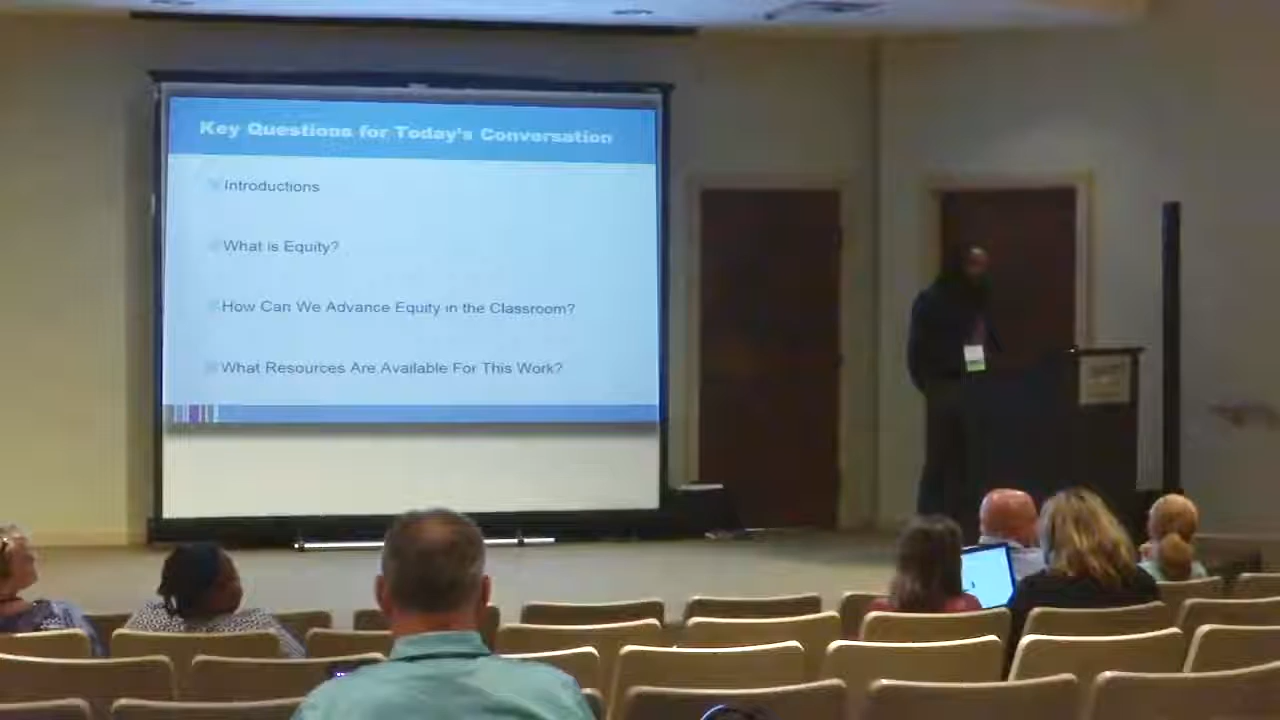 Key Questions for Today's Conversation
Introductions
What is Equity?
How Can We Advance Equity in the Classroom?
What Resources Are Available For This Work?